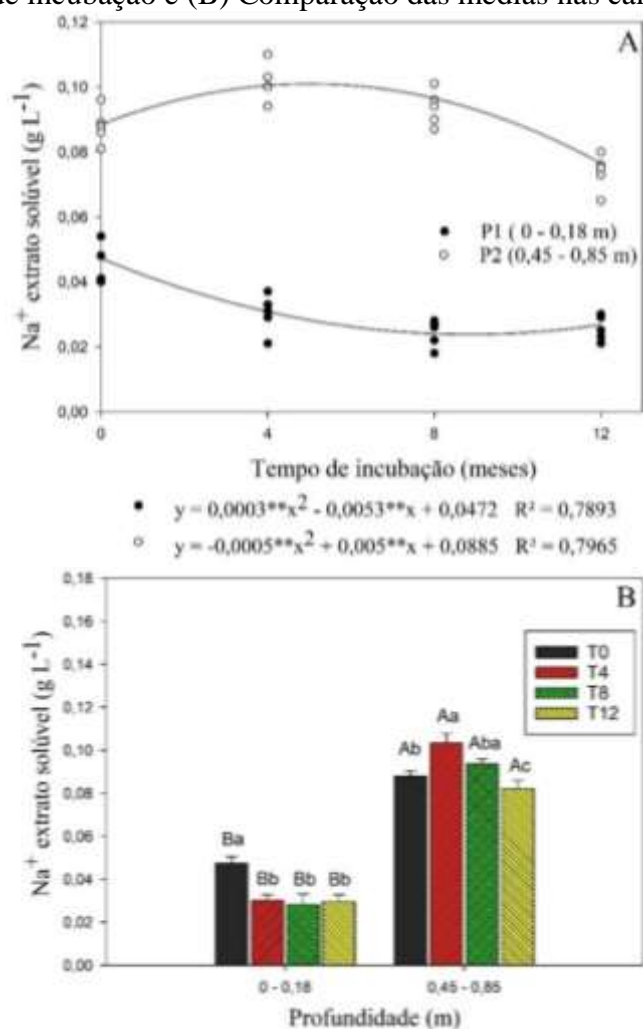 de incubação e (B) Comparação das médias nas
A
0,12
0,10
0,08
0,06
0,04
0,02
0,00
Na+ extrato solúvel (g L-1)
P1 ( 0 - 0,18 m)
P2 (0,45 - 0,85 m)
0 4 8 12
Tempo de incubação (meses)
y = 0,0003**x2 - 0,0053**x + 0,0472 R² = 0,7893
y = -0,0005**x2 + 0,005**x + 0,0885 R² = 0,7965
B
0,18
0,16
0,14
0,12
0,10
0,08
0,06
0,04
0,02
0,00
Na+ extrato solúvel (g L-1)
T0
T4
T8
T12
Ba Bb Bb Bb
Ab Aa Aba Ac
0 - 0,18 0,45 - 0,85
Profundidade (m)